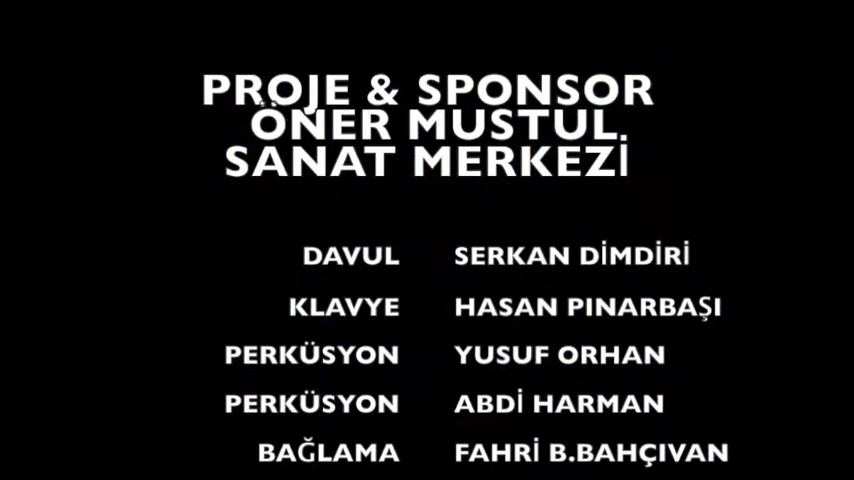 PROJE & SPONSOR
ÖNER MUSTUL
SANAT MERKEZİ
DAVUL SERKAN DİMDİRİ
KLAVYE HASAN PINARBAŞI
PERKÜSYON YUSUF ORHAN
PERKÜSYON ABDİ HARMAN
BAĞLAMA FAHRİ B.BAHÇIVAN